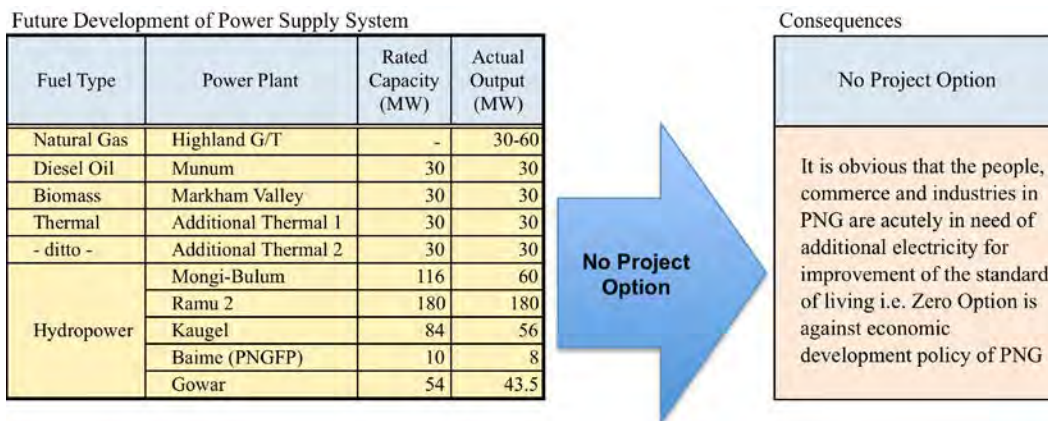 Future Development of Power Supply System
Fuel Type Power Plant Rated Capacity (MW) Actual Output (MW)
Natural Gas Highland G/T - 30-60
Diesel Oil Munum 30 30
Biomass Markham Valley 30 30
Thermal Additional Thermal 1 30 30
- ditto - Additional Thermal 2 30 30
Hydropower Mongi-Bulum 116 60
Ramu 2 180 180
Kaugel 84 56
Baime (PNGFP) 10 8
Gowar 54 43.5
No Project
Option
Consequences
No Project Option
It is obvious that the people,
commerce and industries in
PNG are acutely in need of
additional electricity for
improvement of the standard
of living i.e. Zero Option is
against economic
development policy of PNG